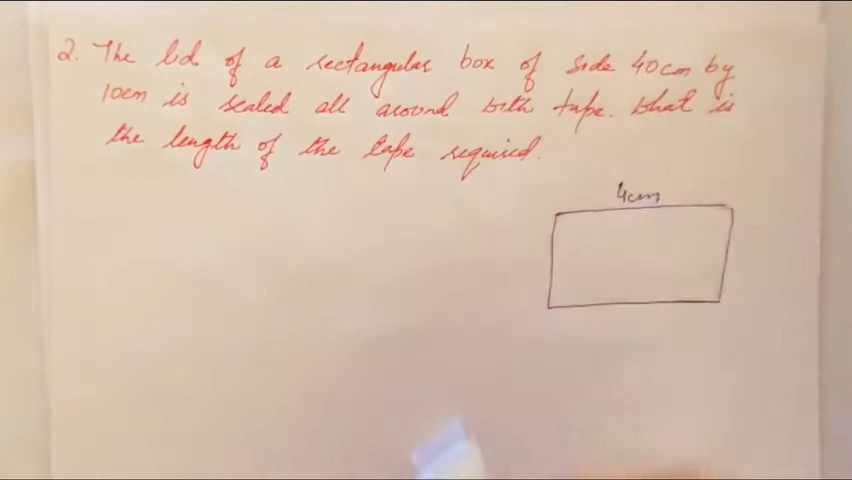 2. The lid of a rectangular box of side 40cm by
10cm is sealed all around with tape. What is
the length of the tape required.
4cm